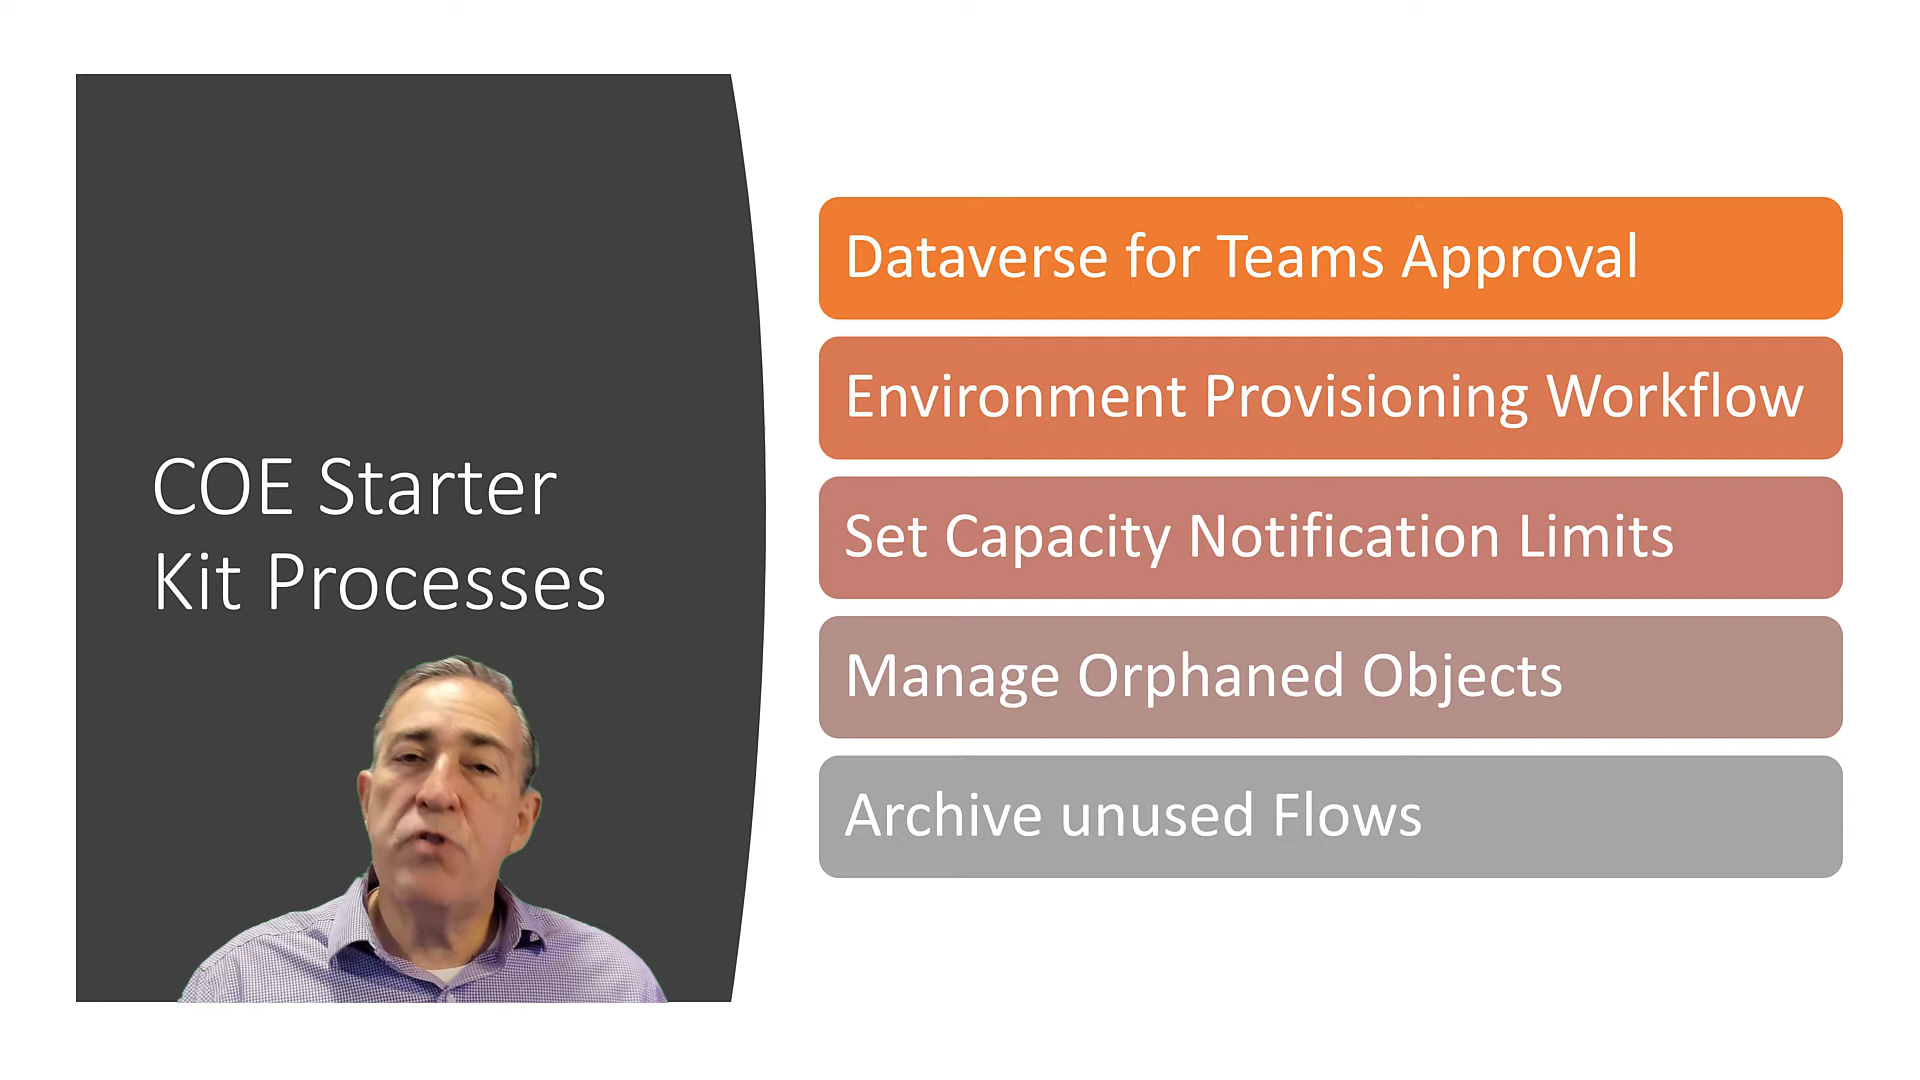 COE Starter
Kit Processes
Dataverse for Teams Approval
Environment Provisioning Workflow
Set Capacity Notification Limits
Manage Orphaned Objects
Archive unused Flows